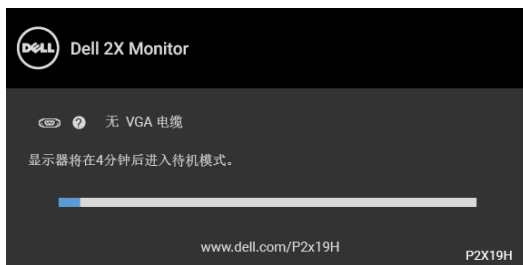 DELL Dell 2X Monitor
? 无 VGA 电缆
显示器将在4分钟后进入待机模式。
www.dell.com/P2x19H
P2X19H